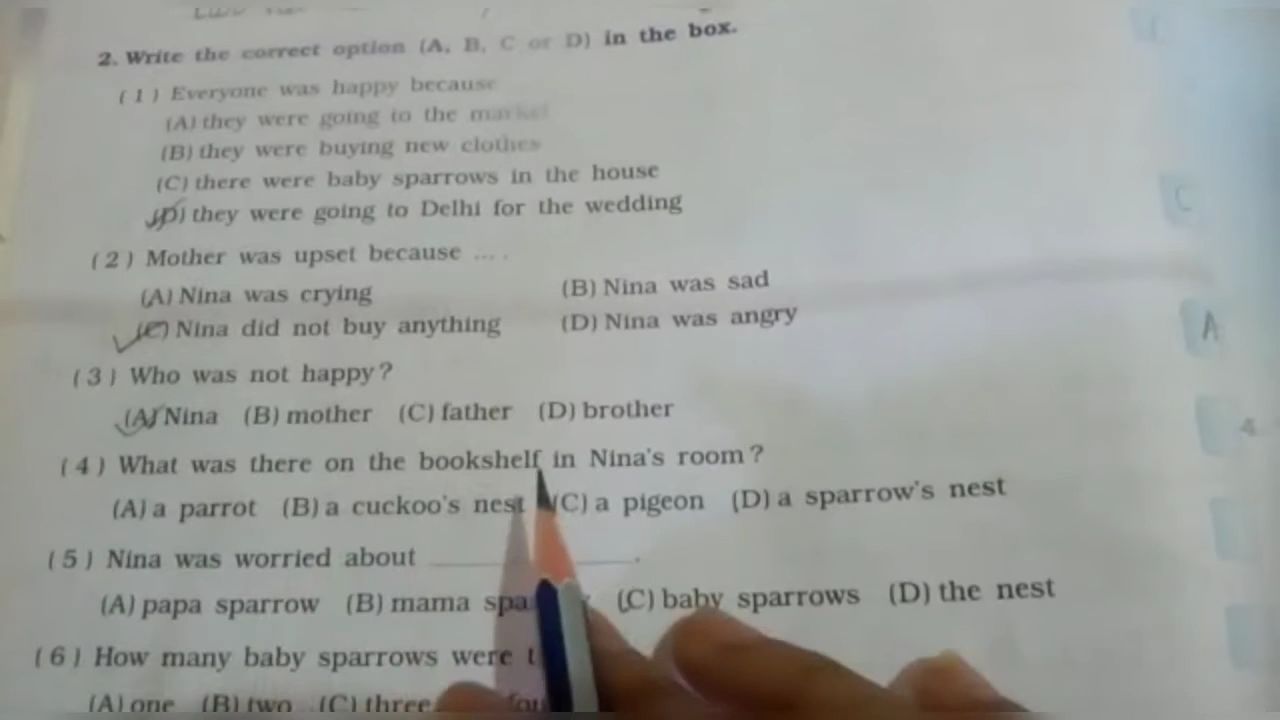 2. Write the correct option (A, B, C or D) in the box.
(1) Everyone was happy because
(A) they were going to the market
(B) they were buying new clothes
(C) there were baby sparrows in the house
(D) they were going to Delhi for the wedding
C
(2) Mother was upset because ....
(A) Nina was crying (B) Nina was sad
(C) Nina did not buy anything (D) Nina was angry
A
(3) Who was not happy?
(A) Nina (B) mother (C) father (D) brother
(4) What was there on the bookshelf in Nina's room?
(A) a parrot (B) a cuckoo's nest (C) a pigeon (D) a sparrow's nest
(5) Nina was worried about ____________.
(A) papa sparrow (B) mama (C) baby sparrows (D) the nest
(6) How many baby sparrows were
(A) one (B) two (C) three